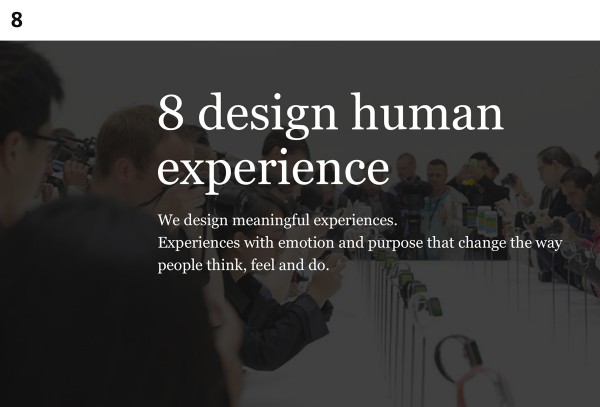 8
8 design human
experience
We design meaningful experiences.
Experiences with emotion and purpose that change the way
people think, feel and do.